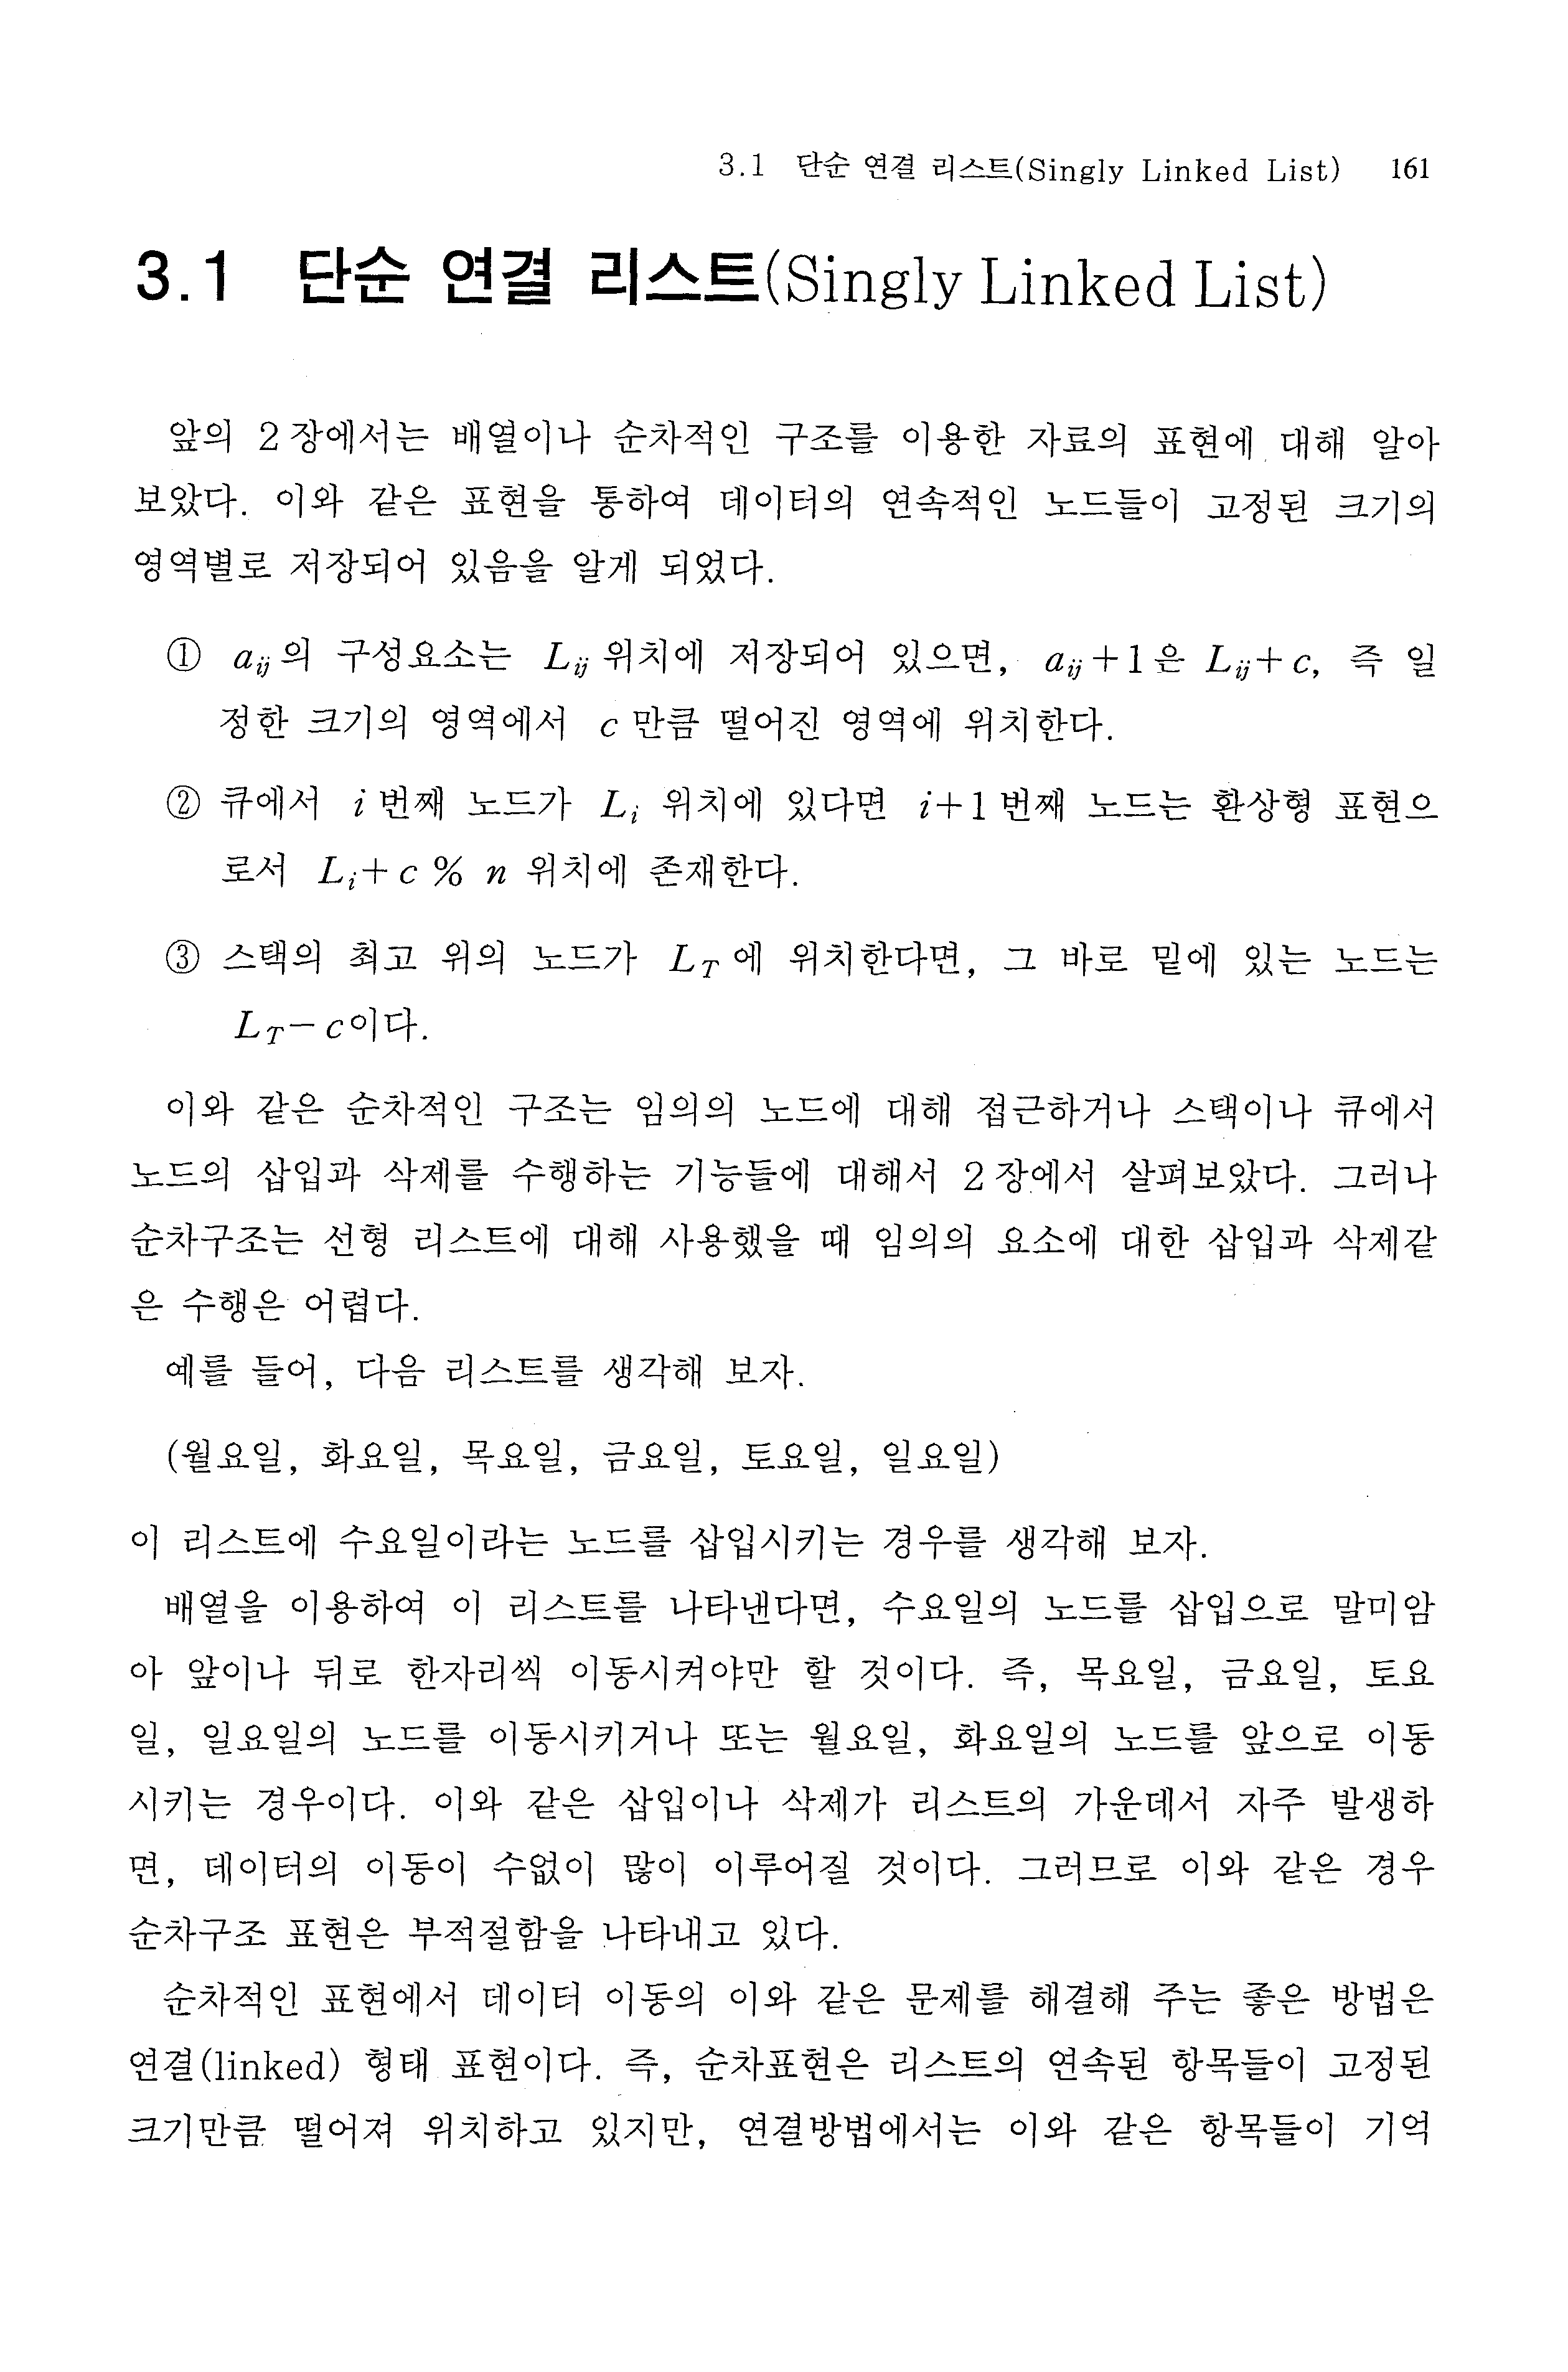 3.1 단순 연결 리스트(Singly Linked List) 161
3.1 단순 연결 리스트(Singly Linked List)
앞의 2장에서는 배열이나 순차적인 구조를 이용한 자료의 표현에 대해 알아
보았다. 이와 같은 표현을 통하여 데이터의 연속적인 노드들이 고정된 크기의
영역별로 저장되어 있음을 알게 되었다.
① aij의 구성요소는 Lij위치에 저장되어 있으면, aij+1은 Lij+c, 즉 일
정한 크기의 영역에서 c만큼 떨어진 영역에 위치한다.
② 큐에서 i번째 노드가 Li 위치에 있다면 i+1번째 노드는 환상형 표현으
로서 Li+c % n 위치에 존재한다.
③ 스택의 최고 위의 노드가 LT에 위치한다면, 그 바로 밑에 있는 노드는
LT-c이다.
이와 같은 순차적인 구조는 임의의 노드에 대해 접근하거나 스택이나 큐에서
노드의 삽입과 삭제를 수행하는 기능들에 대해서 2장에서 살펴보았다. 그러나
순차구조는 선형 리스트에 대해 사용했을 때 임의의 요소에 대한 삽입과 삭제같
은 수행은 어렵다.
예를 들어, 다음 리스트를 생각해 보자.
(월요일, 화요일, 목요일, 금요일, 토요일, 일요일)
이 리스트에 수요일이라는 노드를 삽입시키는 경우를 생각해 보자.
배열을 이용하여 이 리스트를 나타낸다면, 수요일의 노드를 삽입으로 말미암
아 앞이나 뒤로 한자리씩 이동시켜야만 할 것이다. 즉, 목요일, 금요일, 토요
일, 일요일의 노드를 이동시키거나 또는 월요일, 화요일의 노드를 앞으로 이동
시키는 경우이다. 이와 같은 삽입이나 삭제가 리스트의 가운데서 자주 발생하
면, 데이터의 이동이 수없이 많이 이루어질 것이다. 그러므로 이와 같은 경우
순차구조 표현은 부적절함을 나타내고 있다.
순차적인 표현에서 데이터 이동의 이와 같은 문제를 해결해 주는 좋은 방법은
연결(linked) 형태 표현이다. 즉, 순차표현은 리스트의 연속된 항목들이 고정된
크기만큼 떨어져 위치하고 있지만, 연결방법에서는 이와 같은 항목들이 기억